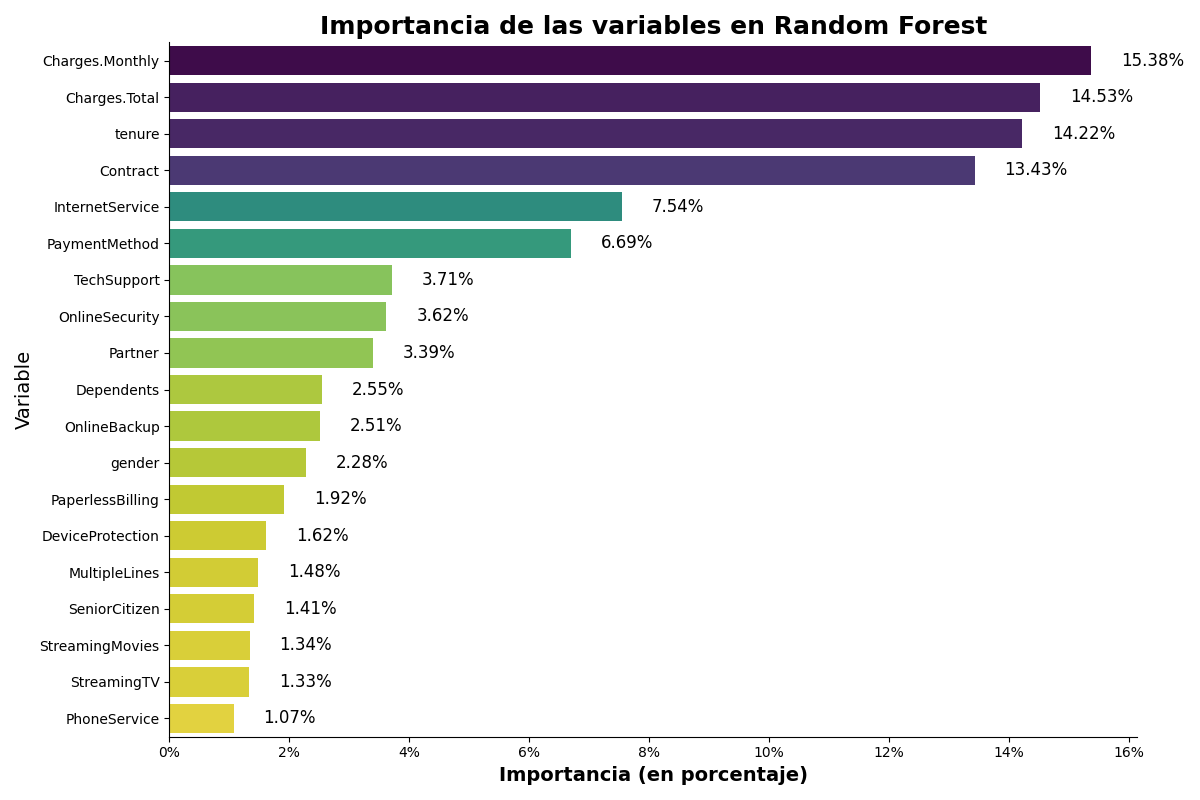 Importancia de las variables en Random Forest
Charges.Monthly 15.38%
Charges.Total 14.53%
tenure 14.22%
Contract 13.43%
InternetService 7.54%
PaymentMethod 6.69%
TechSupport 3.71%
OnlineSecurity 3.62%
Partner 3.39%
Dependents 2.55%
OnlineBackup 2.51%
gender 2.28%
PaperlessBilling 1.92%
DeviceProtection 1.62%
MultipleLines 1.48%
SeniorCitizen 1.41%
StreamingMovies 1.34%
StreamingTV 1.33%
PhoneService 1.07%
Variable
0% 2% 4% 6% 8% 10% 12% 14% 16%
Importancia (en porcentaje)